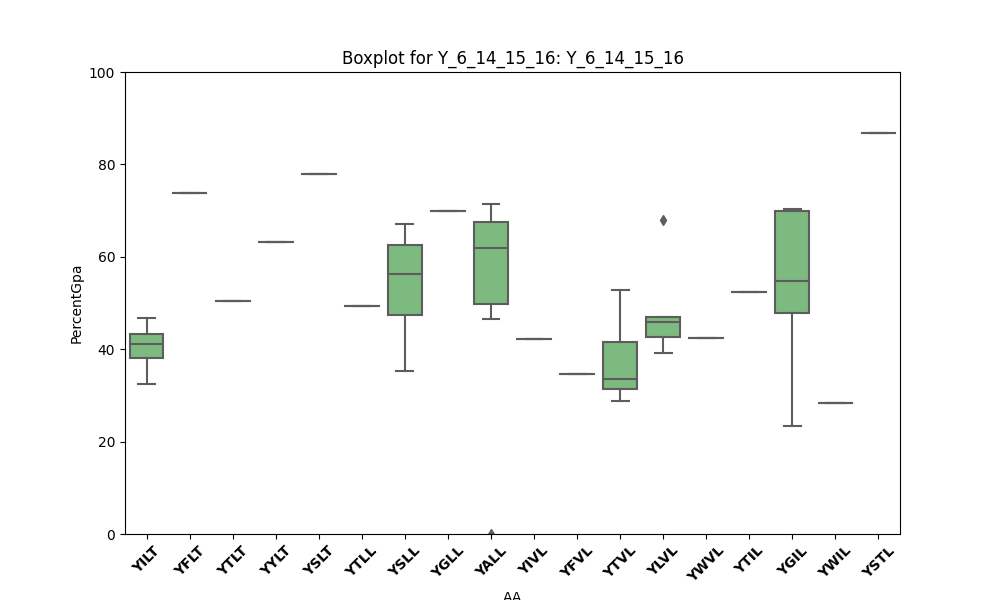 Boxplot for Y_6_14_15_16: Y_6_14_15_16
100
80
60
40
20
0
PercentGpa
YILT YFLT YTLT YYLT YSLT YTLL YSLL YGLL YALL YIVL YFVL YTVL YLVL YWVL YTIL YGIL YWIL YSTL
AA